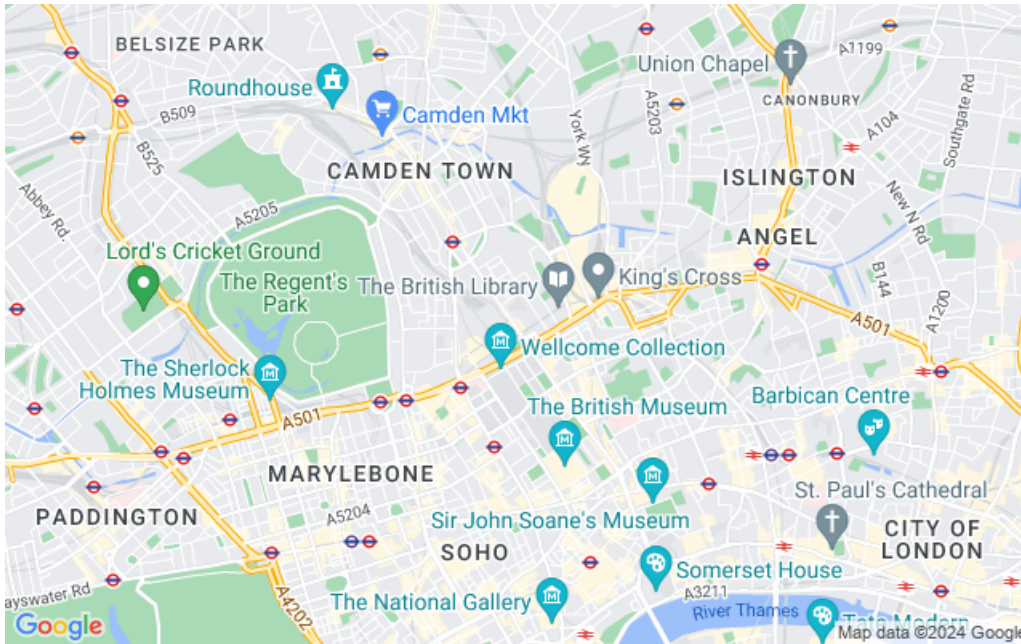 BELSIZE PARK
Roundhouse
Camden Mkt
B509
CAMDEN TOWN
York Wy
A5203
Union Chapel
A1199
CANONBURY
A104
Southgate Rd
ISLINGTON
New N Rd
B525
Abbey Rd.
A5205
ANGEL
Lord's Cricket Ground
The Regent's
Park
The British Library
King's Cross
B144
A1200
A501
Wellcome Collection
The Sherlock
Holmes Museum
A501
The British Museum
Barbican Centre
MARYLEBONE
St. Paul's Cathedral
PADDINGTON
A5204
Sir John Soane's Museum
SOHO
CITY OF
LONDON
Somerset House
A3211
ayswater Rd
A4202
The National Gallery
River Thames
Tate Modern
Google
Map data ©2024 Google